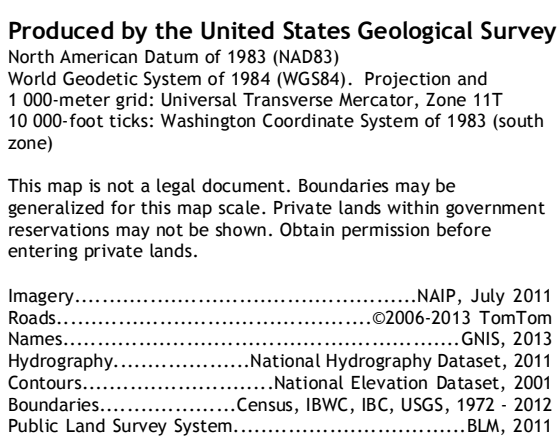 Produced by the United States Geological Survey
North American Datum of 1983 (NAD83)
World Geodetic System of 1984 (WGS84).  Projection and
1 000-meter grid: Universal Transverse Mercator, Zone 11T
10 000-foot ticks: Washington Coordinate System of 1983 (south
zone)
This map is not a legal document. Boundaries may be
generalized for this map scale. Private lands within government
reservations may not be shown. Obtain permission before
entering private lands.
Imagery....................................................NAIP, July 2011
Roads................................................©2006-2013 TomTom
Names............................................................GNIS, 2013
Hydrography.....................National Hydrography Dataset, 2011
Contours.............................National Elevation Dataset, 2001
Boundaries.....................Census, IBWC, IBC, USGS, 1972 - 2012
Public Land Survey System...................................BLM, 2011